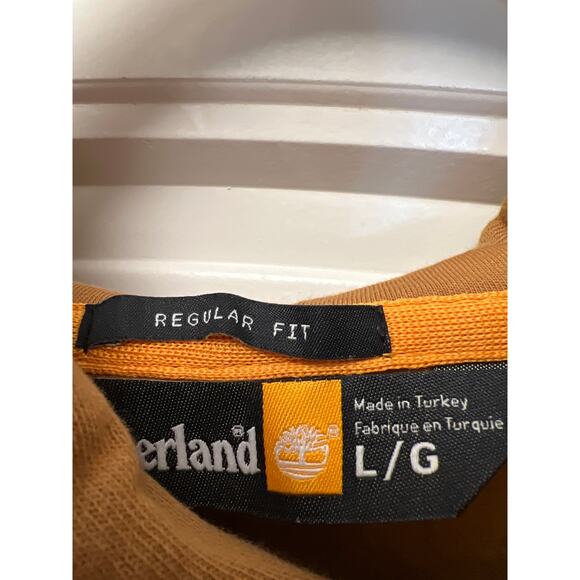 REGULAR FIT
erland®
®
Made in Turkey
Fabriqué en Turquie
L/G